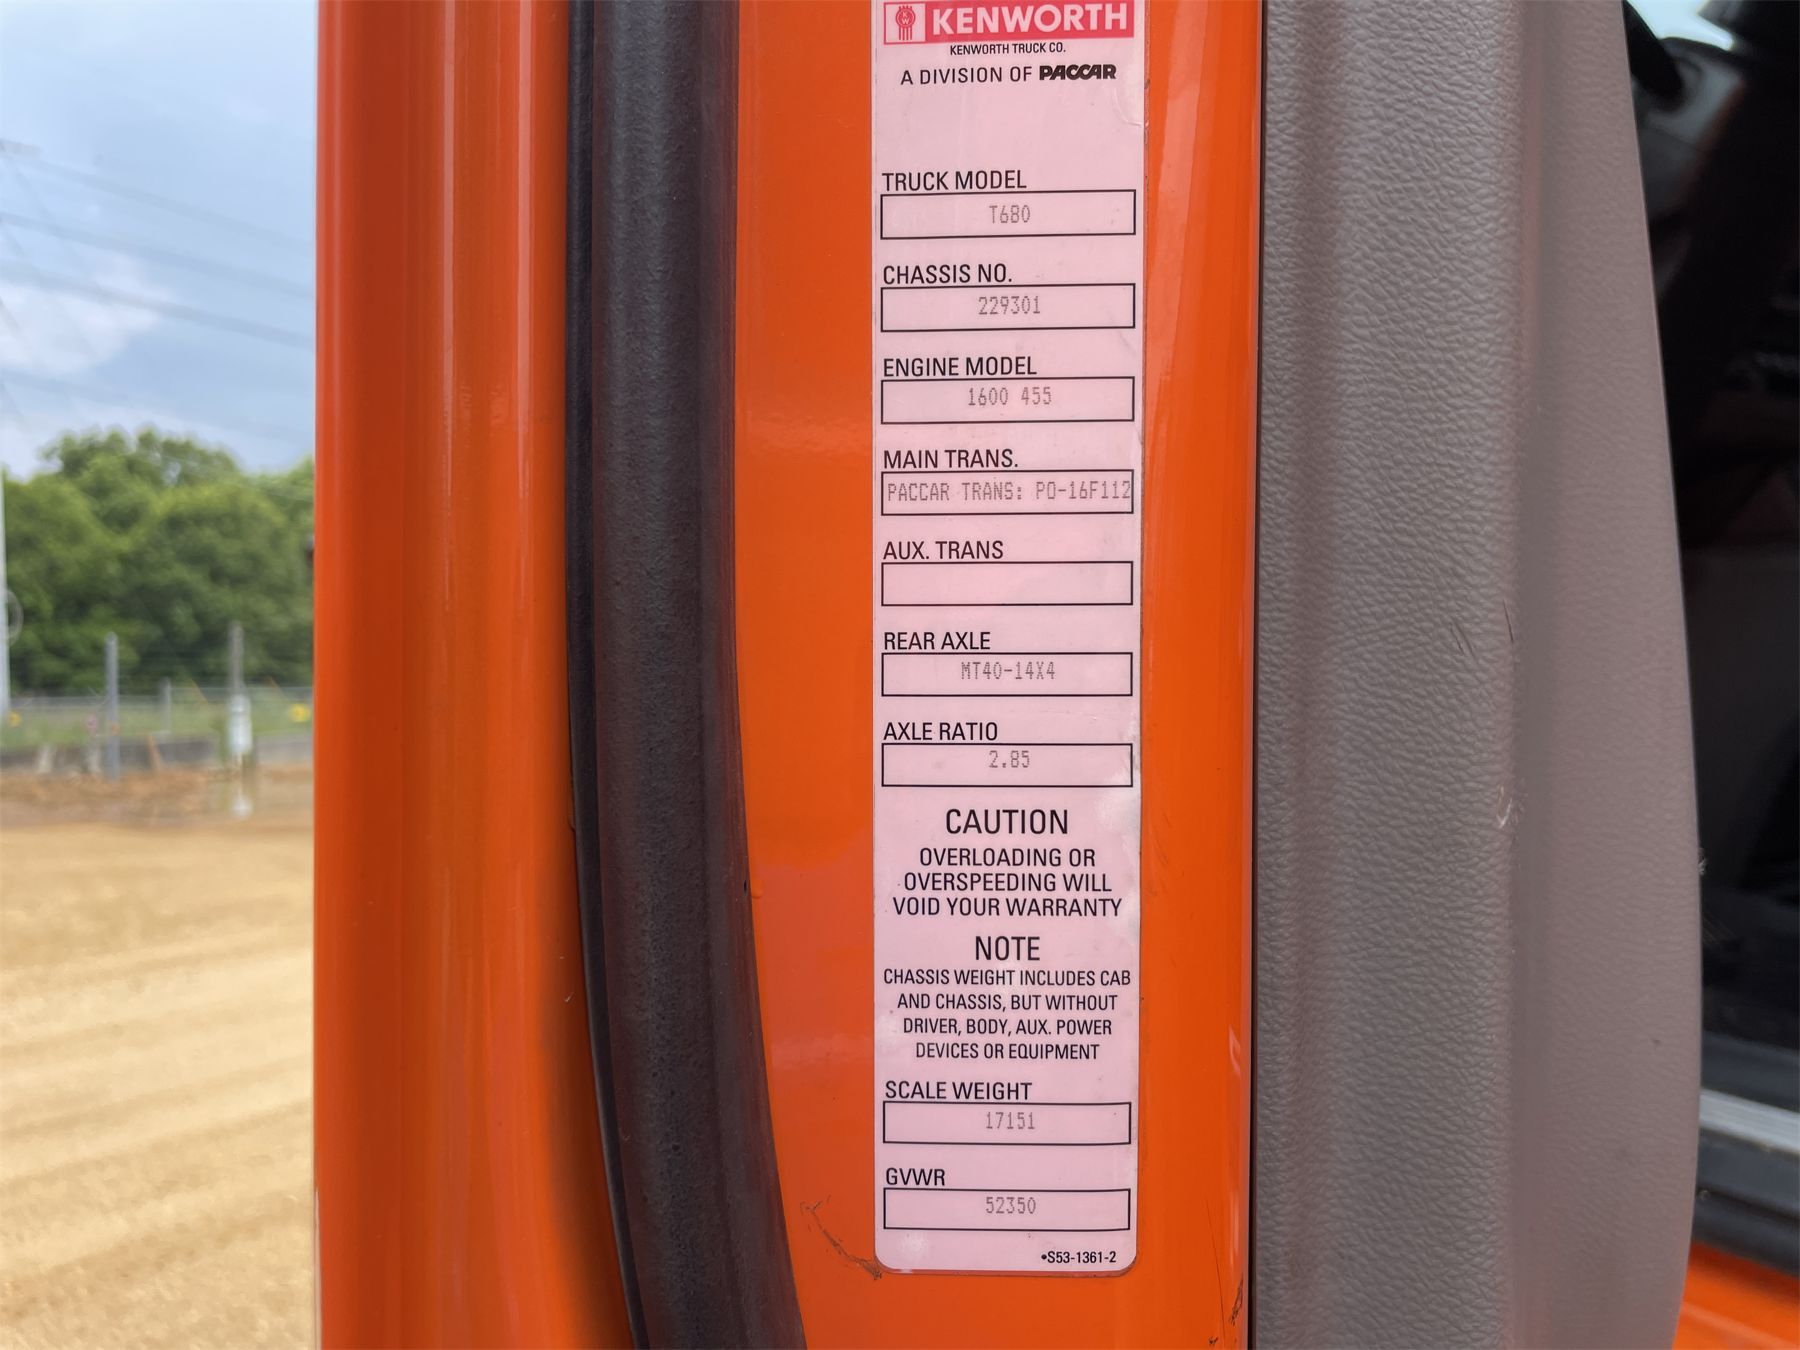 KENWORTH
KENWORTH TRUCK CO.
A DIVISION OF PACCAR
TRUCK MODEL
T680
CHASSIS NO.
229301
ENGINE MODEL
1600 455
MAIN TRANS.
PACCAR TRANS: PO-16F112
AUX. TRANS
REAR AXLE
MT40-14X4
AXLE RATIO
2.85
CAUTION
OVERLOADING OR
OVERSPEEDING WILL
VOID YOUR WARRANTY
NOTE
CHASSIS WEIGHT INCLUDES CAB
AND CHASSIS, BUT WITHOUT
DRIVER, BODY, AUX. POWER
DEVICES OR EQUIPMENT
SCALE WEIGHT
17151
GVWR
52350
•S53-1361-2